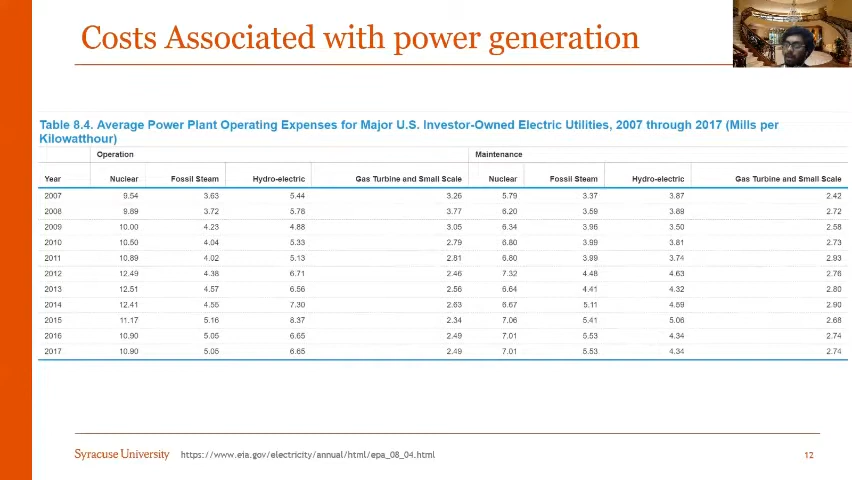 Costs Associated with power generation
Table 8.4. Average Power Plant Operating Expenses for Major U.S. Investor-Owned Electric Utilities, 2007 through 2017 (Mills per
Kilowatthour)
Operation Maintenance
Year Nuclear Fossil Steam Hydro-electric Gas Turbine and Small Scale Nuclear Fossil Steam Hydro-electric Gas Turbine and Small Scale
2007 9.54 3.63 5.44 3.26 5.79 3.37 3.87 2.42
2008 9.89 3.72 5.78 3.77 6.20 3.59 3.89 2.72
2009 10.00 4.23 4.88 3.05 6.34 3.96 3.50 2.58
2010 10.50 4.04 5.33 2.79 6.80 3.99 3.81 2.73
2011 10.89 4.02 5.13 2.81 6.80 3.99 3.74 2.93
2012 12.49 4.38 6.71 2.46 7.32 4.48 4.63 2.76
2013 12.51 4.57 6.56 2.56 6.64 4.41 4.32 2.80
2014 12.41 4.55 7.30 2.63 6.67 5.11 4.59 2.90
2015 11.17 5.16 8.37 2.34 7.06 5.41 5.06 2.68
2016 10.90 5.05 6.65 2.49 7.01 5.53 4.34 2.74
2017 10.90 5.05 6.65 2.49 7.01 5.53 4.34 2.74
Syracuse University https://www.eia.gov/electricity/annual/html/epa_08_04.html 12